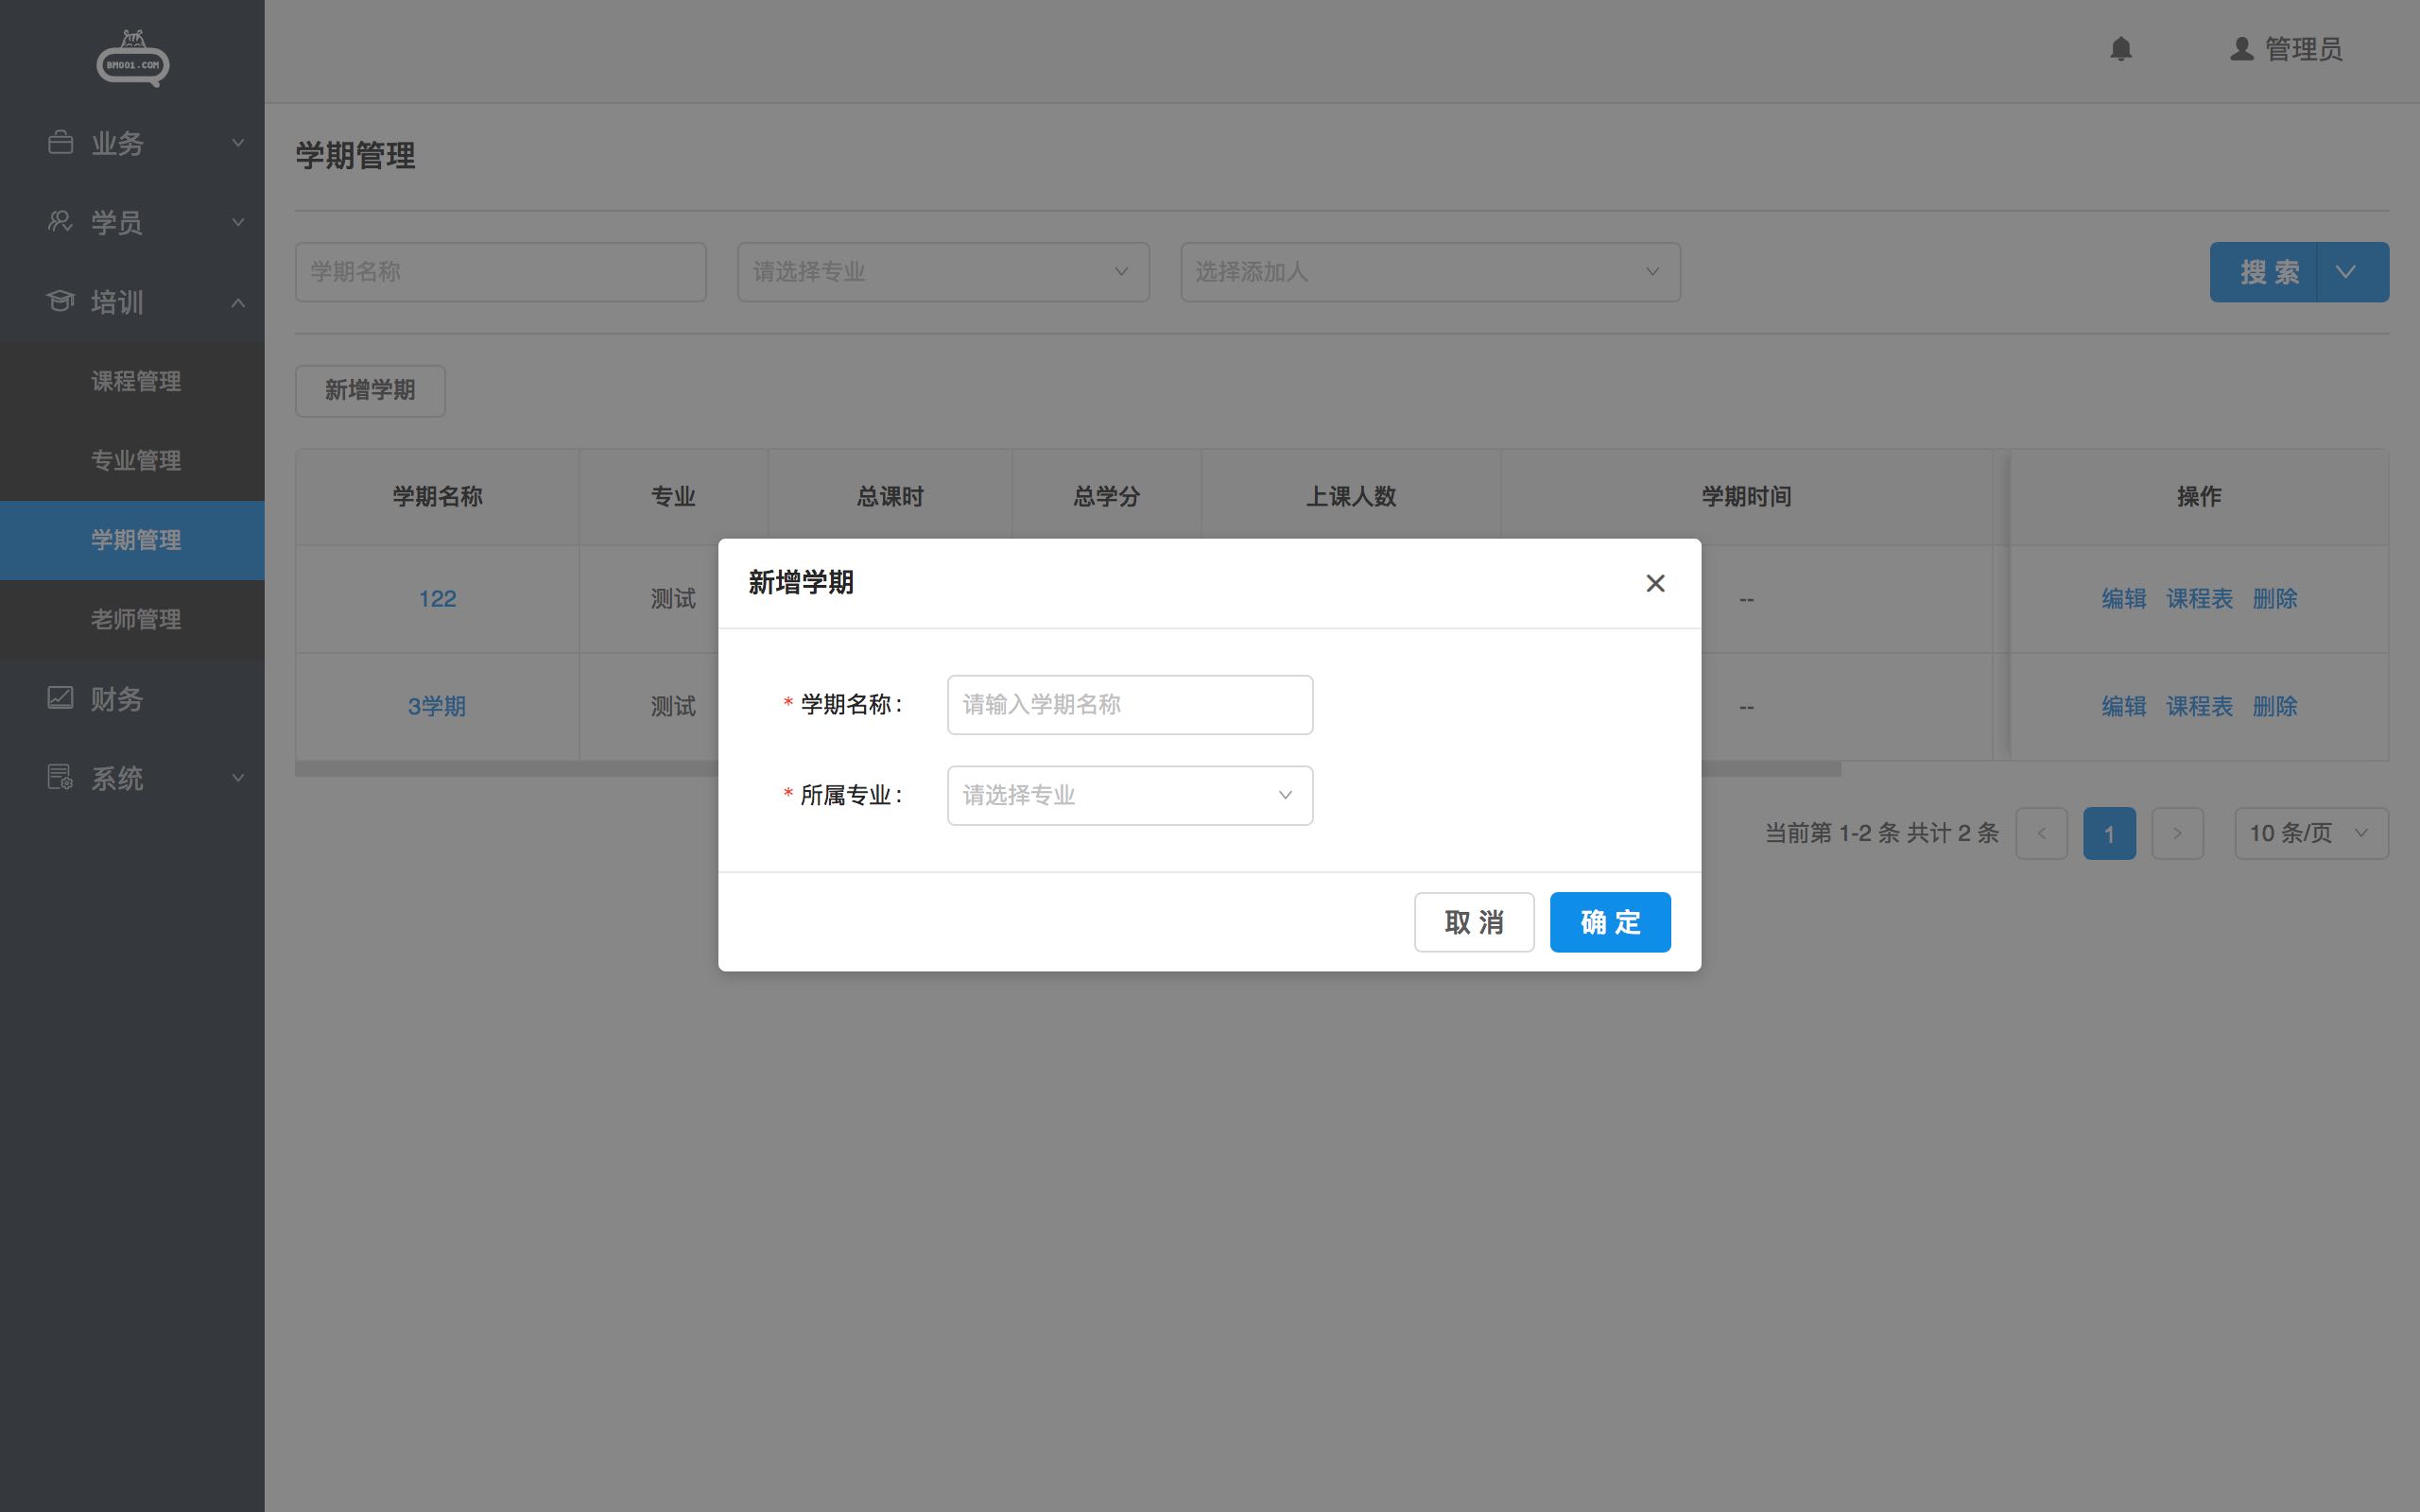 BM001.COM
管理员
业务
学员
培训
课程管理
专业管理
学期管理
老师管理
财务
系统
学期管理
学期名称 请选择专业 选择添加人 搜 索
新增学期
学期名称 专业 总课时 总学分 上课人数 学期时间 操作
122 测试 -- 编辑 课程表 删除
3学期 测试 -- 编辑 课程表 删除
当前第 1-2 条 共计 2 条 < 1 > 10 条/页
新增学期
* 学期名称 : 请输入学期名称
* 所属专业 : 请选择专业
取 消 确 定